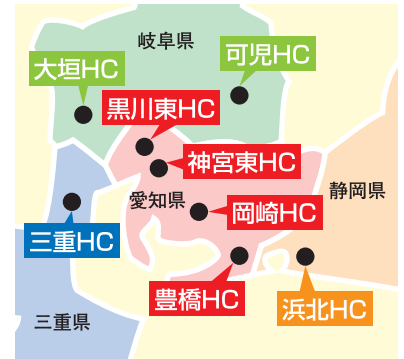 岐阜県
可児HC
大垣HC
黒川東HC
神宮東HC
静岡県
愛知県
岡崎HC
三重HC
豊橋HC
浜北HC
三重県